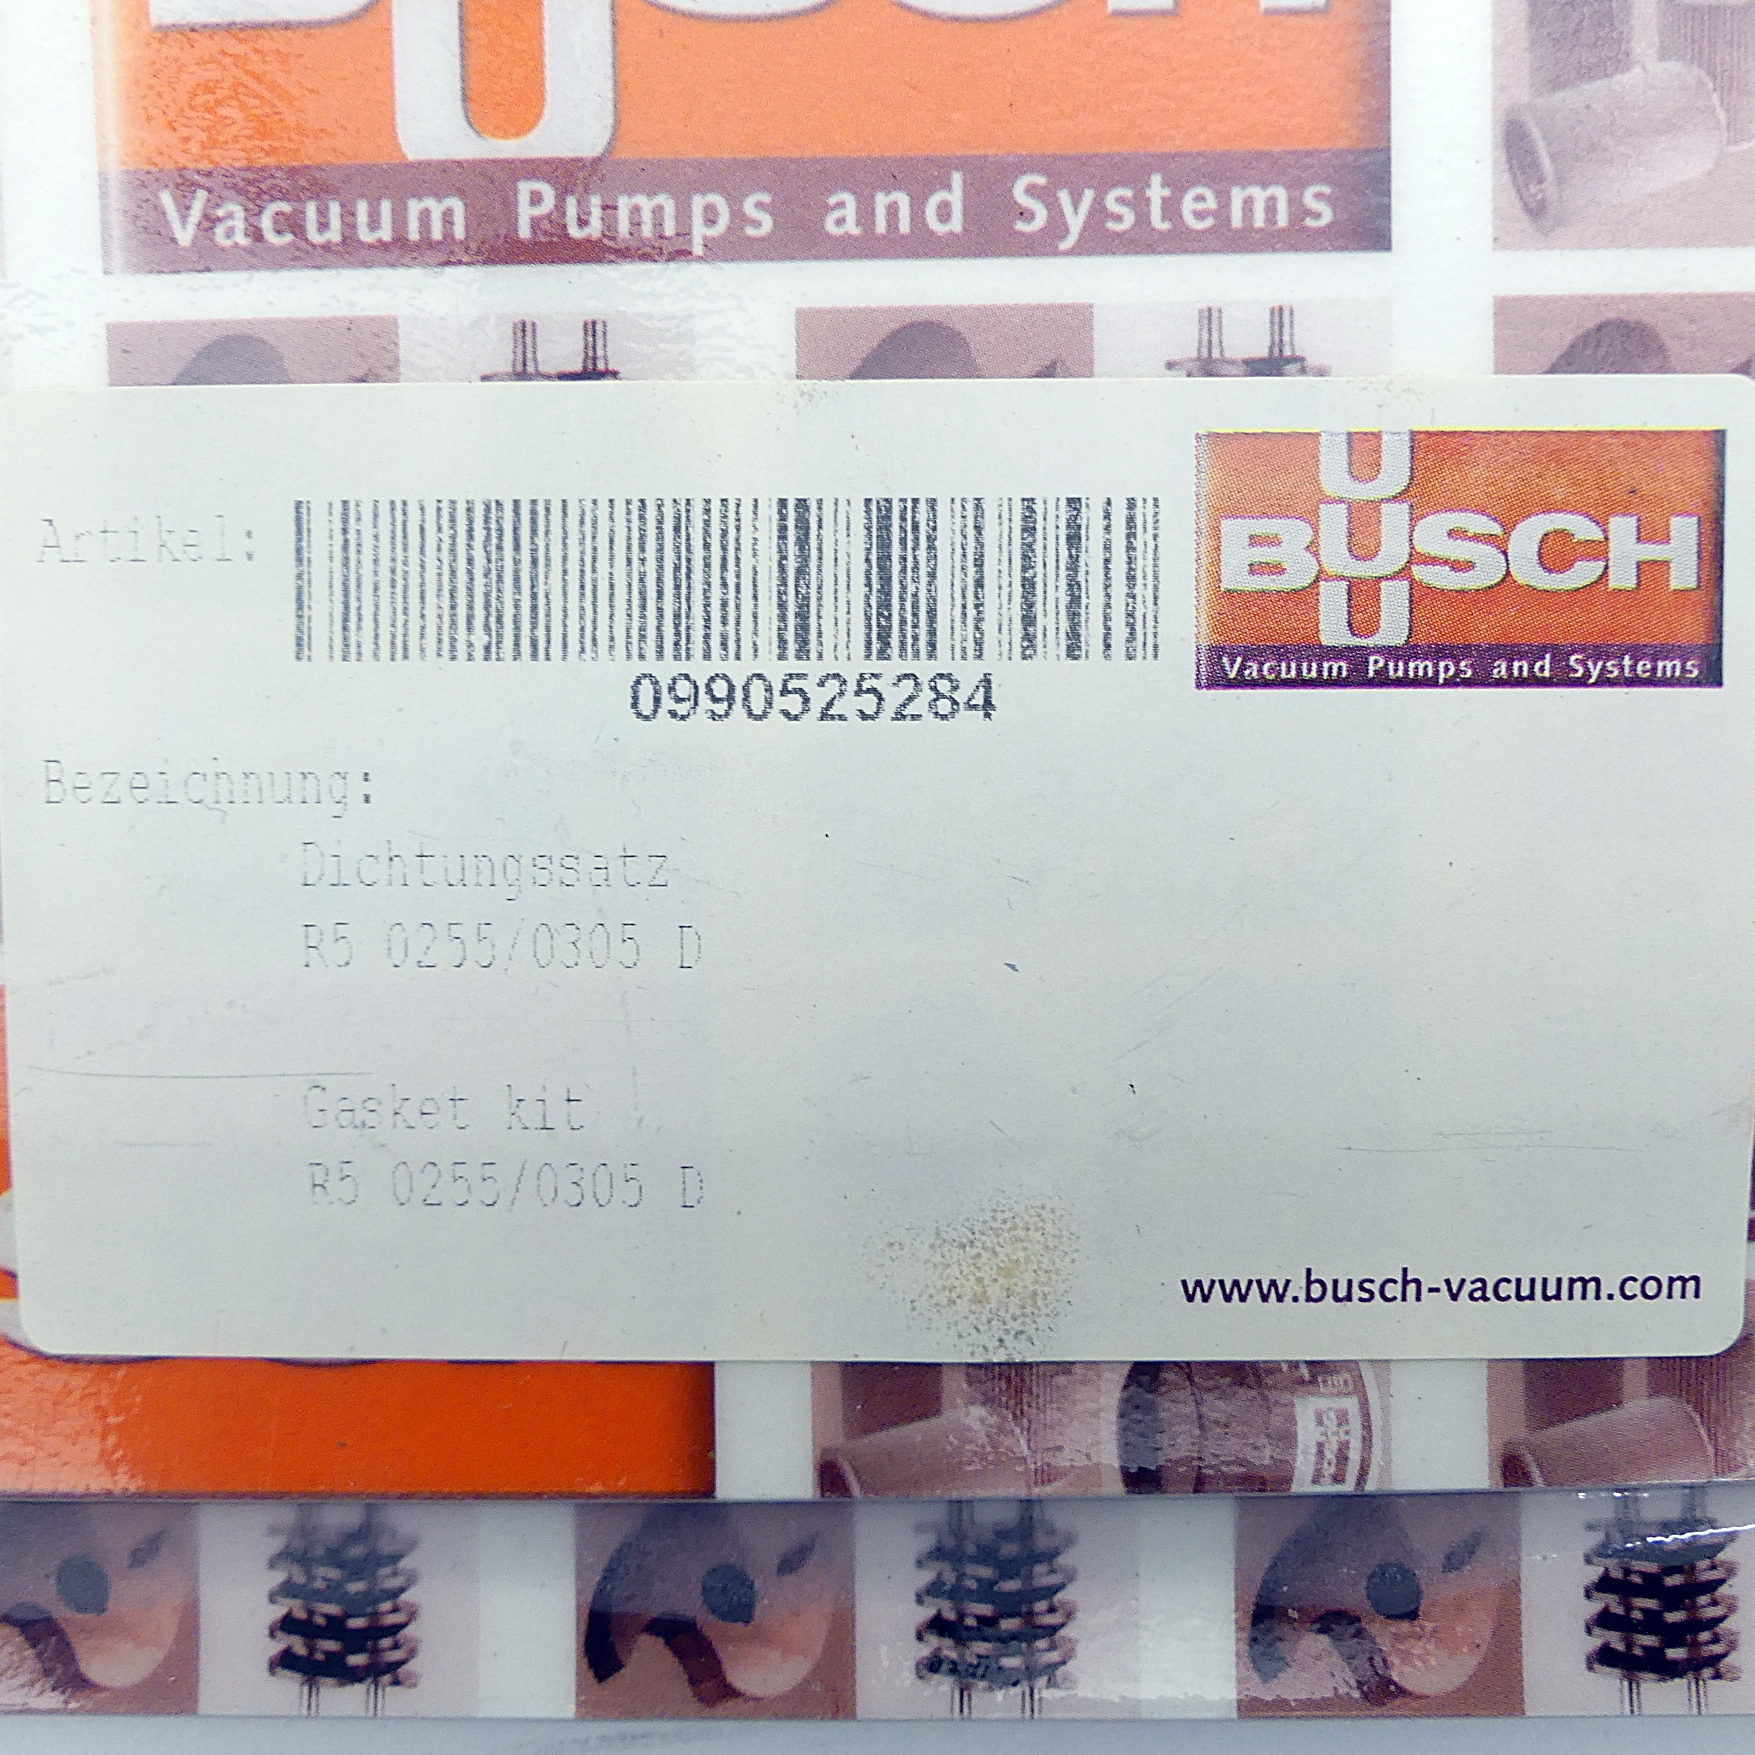 BUSCH
U
Vacuum Pumps and Systems
Artikel:
0990525284
U
BUSCH
U
Vacuum Pumps and Systems
Bezeichnung:
Dichtungssatz
R5 0255/0305 D
Gasket kit
R5 0255/0305 D
www.busch-vacuum.com